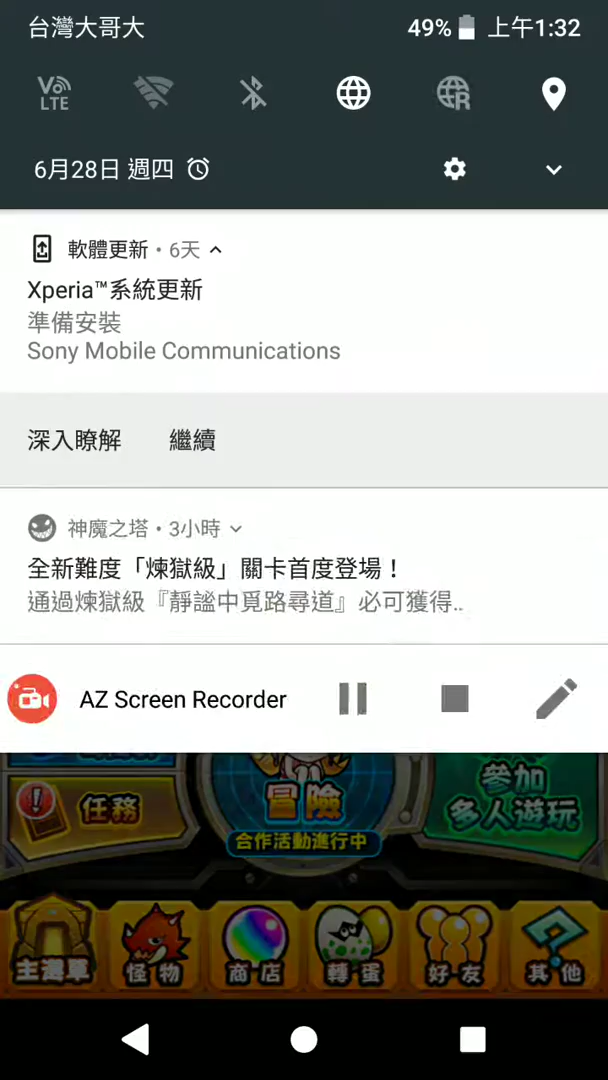 台灣大哥大 49% 上午1:32
VoLTE
R
6月28日 週四
軟體更新 • 6天
Xperia™系統更新
準備安裝
Sony Mobile Communications
深入瞭解 繼續
神魔之塔 • 3小時
全新難度「煉獄級」關卡首度登場！
通過煉獄級『靜謐中覓路尋道』必可獲得..
AZ Screen Recorder
任務 冒險 參加
多人遊玩
合作活動進行中
主選單 怪物 商店 轉蛋 好友 其他